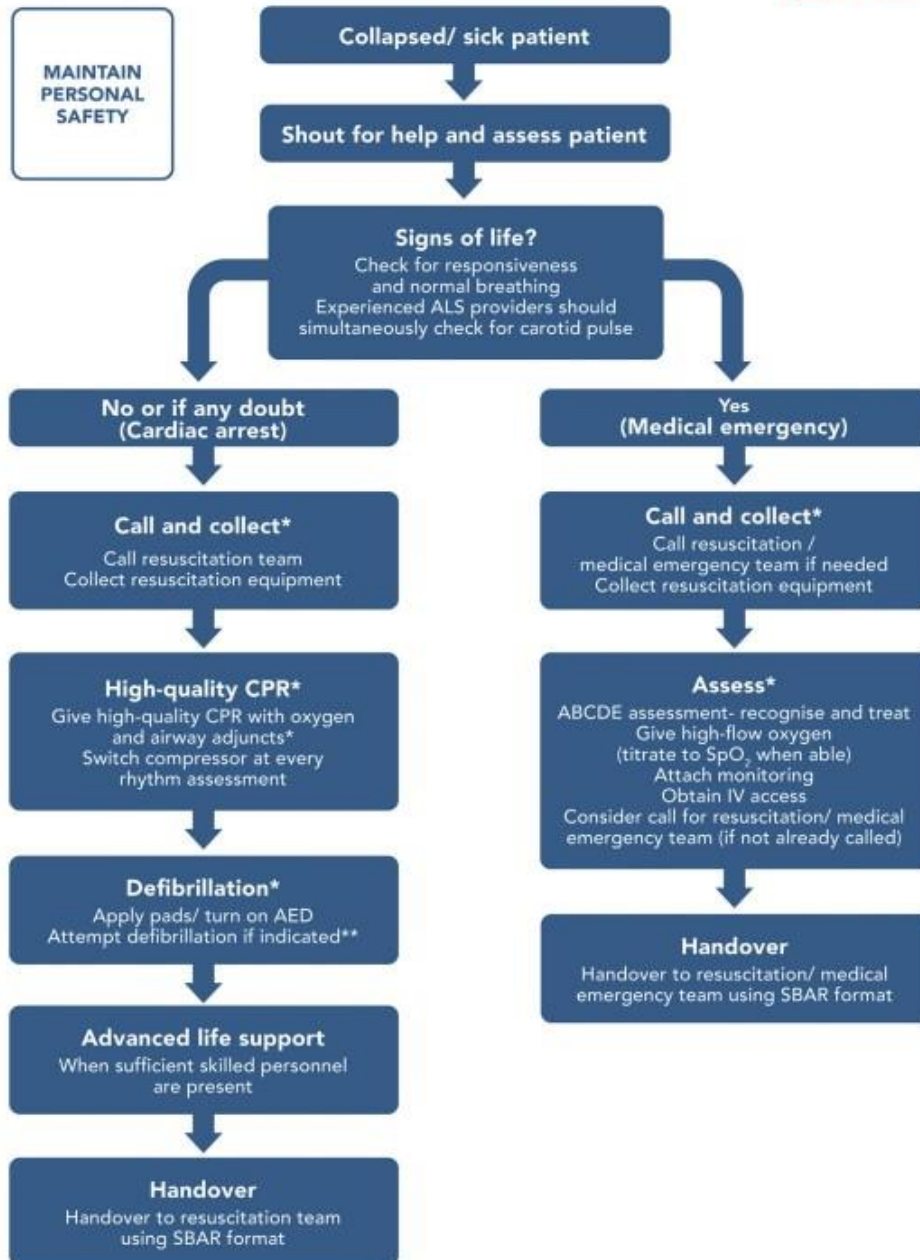 MAINTAIN
PERSONAL
SAFETY
Collapsed/ sick patient
Shout for help and assess patient
Signs of life?
Check for responsiveness
and normal breathing
Experienced ALS providers should
simultaneously check for carotid pulse
No or if any doubt
(Cardiac arrest)
Call and collect*
Call resuscitation team
Collect resuscitation equipment
High-quality CPR*
Give high-quality CPR with oxygen
and airway adjuncts*
Switch compressor at every
rhythm assessment
Defibrillation*
Apply pads/ turn on AED
Attempt defibrillation if indicated**
Advanced life support
When sufficient skilled personnel
are present
Handover
Handover to resuscitation team
using SBAR format
Yes
(Medical emergency)
Call and collect*
Call resuscitation /
medical emergency team if needed
Collect resuscitation equipment
Assess*
ABCDE assessment- recognise and treat
Give high-flow oxygen
(titrate to SpO₂ when able)
Attach monitoring
Obtain IV access
Consider call for resuscitation/ medical
emergency team (if not already called)
Handover
Handover to resuscitation/ medical
emergency team using SBAR format